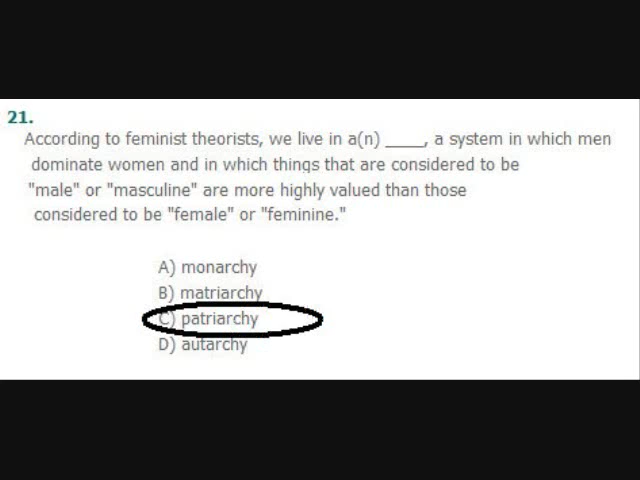 21.
According to feminist theorists, we live in a(n) ____, a system in which men
dominate women and in which things that are considered to be
"male" or "masculine" are more highly valued than those
considered to be "female" or "feminine."
A) monarchy
B) matriarchy
C) patriarchy
D) autarchy